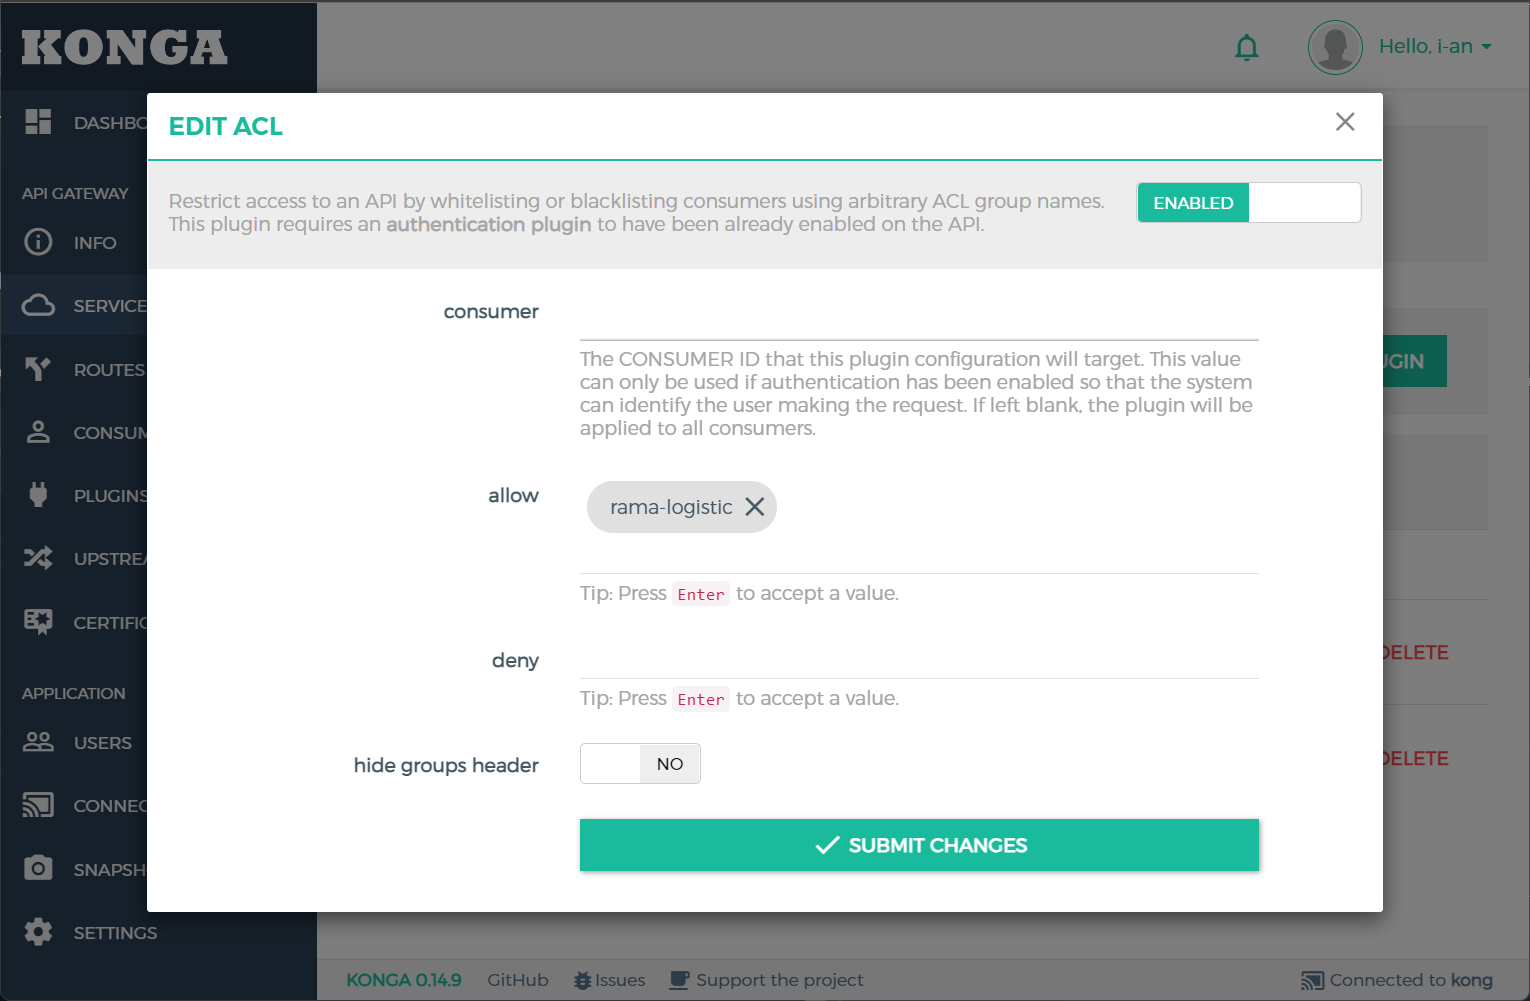 KONGA
Hello, i-an
DASHBO
EDIT ACL
API GATEWAY
Restrict access to an API by whitelisting or blacklisting consumers using arbitrary ACL group names.
This plugin requires an authentication plugin to have been already enabled on the API.
ENABLED
INFO
SERVICE
consumer
The CONSUMER ID that this plugin configuration will target. This value
can only be used if authentication has been enabled so that the system
can identify the user making the request. If left blank, the plugin will be
applied to all consumers.
UGIN
ROUTES
CONSUM
PLUGINS
allow
rama-logistic
UPSTREA
Tip: Press Enter to accept a value.
CERTIFIC
deny
DELETE
APPLICATION
Tip: Press Enter to accept a value.
USERS
hide groups header
NO
DELETE
CONNEC
SUBMIT CHANGES
SNAPSH
SETTINGS
KONGA 0.14.9
GitHub
Issues
Support the project
Connected to kong